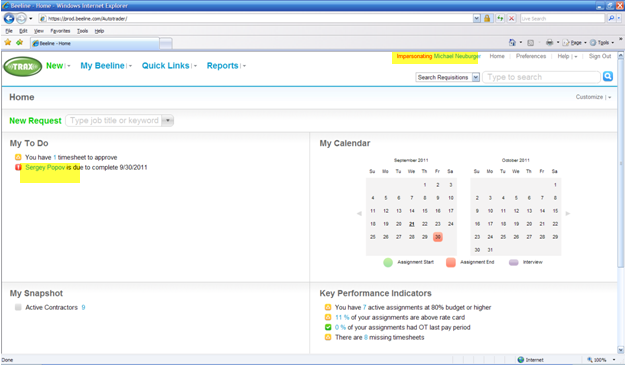 Beeline - Home - Windows Internet Explorer
https://prod.beeline.com/Autotrader/
Live Search
File Edit View Favorites Tools Help
Beeline - Home
Page Tools
Impersonating Michael Neuburger Home Preferences Help Sign Out
TRAX New My Beeline Quick Links Reports
Search Requisitions Type to search
Home
Customize
New Request Type job title or keyword
My To Do
You have 1 timesheet to approve
Sergey Popov is due to complete 9/30/2011
My Calendar
September 2011 October 2011
Su Mo Tu We Th Fr Sa Su Mo Tu We Th Fr Sa
1 2 3 1
4 5 6 7 8 9 10 2 3 4 5 6 7 8
11 12 13 14 15 16 17 9 10 11 12 13 14 15
18 19 20 21 22 23 24 16 17 18 19 20 21 22
25 26 27 28 29 30 23 24 25 26 27 28 29
30 31
Assignment Start Assignment End Interview
My Snapshot
Active Contractors 9
Key Performance Indicators
You have 7 active assignments at 80% budget or higher
11 % of your assignments are above rate card
0 % of your assignments had OT last pay period
There are 8 missing timesheets
Done Internet 100%